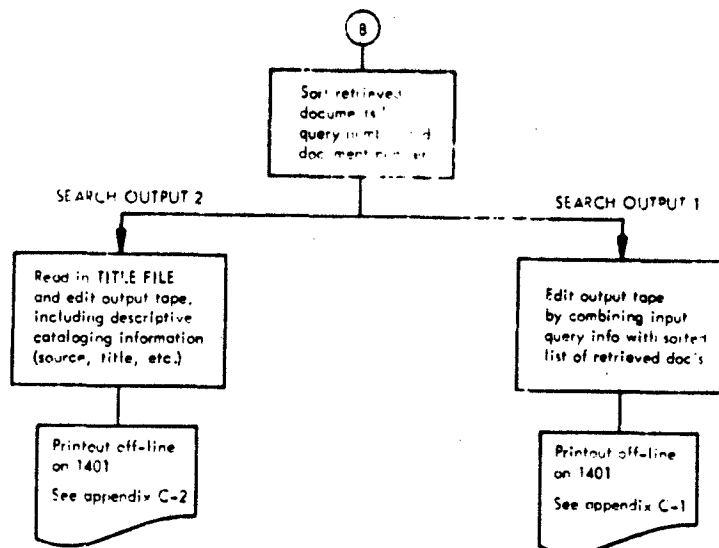 B
Sort retrieved
documents
query
document
SEARCH OUTPUT 2
SEARCH OUTPUT 1
Read in TITLE FILE
and edit output tape,
including descriptive
cataloging information
(source, title, etc.)
Edit output tape
by combining input
query info with sorted
list of retrieved doc's
Printout off-line
on 1401
See appendix C-2
Printout off-line
on 1401
See appendix C-1